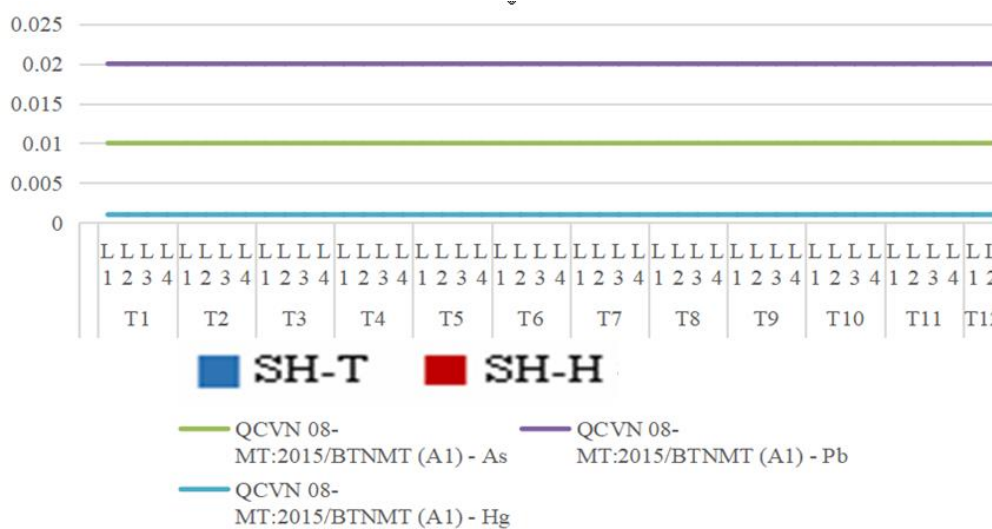 0.025
0.02
0.015
0.01
0.005
0
L L L L L L L L L L L L L L L L L L L L L L L L L L L L L L L L L L L L L L L L L L L L L L
1 2 3 4 1 2 3 4 1 2 3 4 1 2 3 4 1 2 3 4 1 2 3 4 1 2 3 4 1 2 3 4 1 2 3 4 1 2 3 4 1 2 3 4 1 2
T1 T2 T3 T4 T5 T6 T7 T8 T9 T10 T11 T12
SH-T SH-H
QCVN 08- QCVN 08-
MT:2015/BTNMT (A1) - As MT:2015/BTNMT (A1) - Pb
QCVN 08-
MT:2015/BTNMT (A1) - Hg